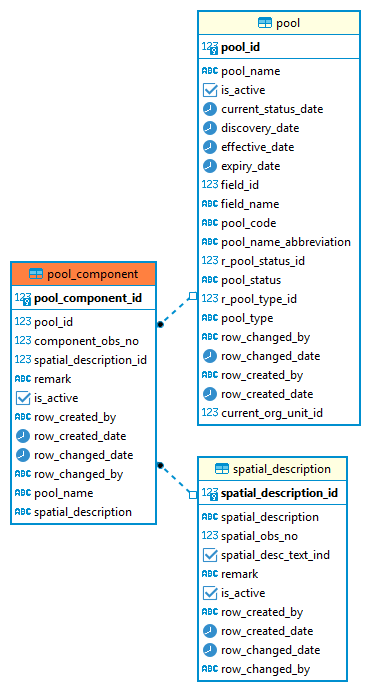 pool
123 pool_id
ABC pool_name
is_active
current_status_date
discovery_date
effective_date
expiry_date
123 field_id
ABC field_name
ABC pool_code
ABC pool_name_abbreviation
123 r_pool_status_id
ABC pool_status
123 r_pool_type_id
ABC pool_type
ABC row_changed_by
row_changed_date
ABC row_created_by
row_created_date
123 current_org_unit_id
pool_component
123 pool_component_id
123 pool_id
123 component_obs_no
123 spatial_description_id
ABC remark
is_active
ABC row_created_by
row_created_date
row_changed_date
ABC row_changed_by
ABC pool_name
ABC spatial_description
spatial_description
123 spatial_description_id
ABC spatial_description
123 spatial_obs_no
spatial_desc_text_ind
ABC remark
is_active
ABC row_created_by
row_created_date
row_changed_date
ABC row_changed_by